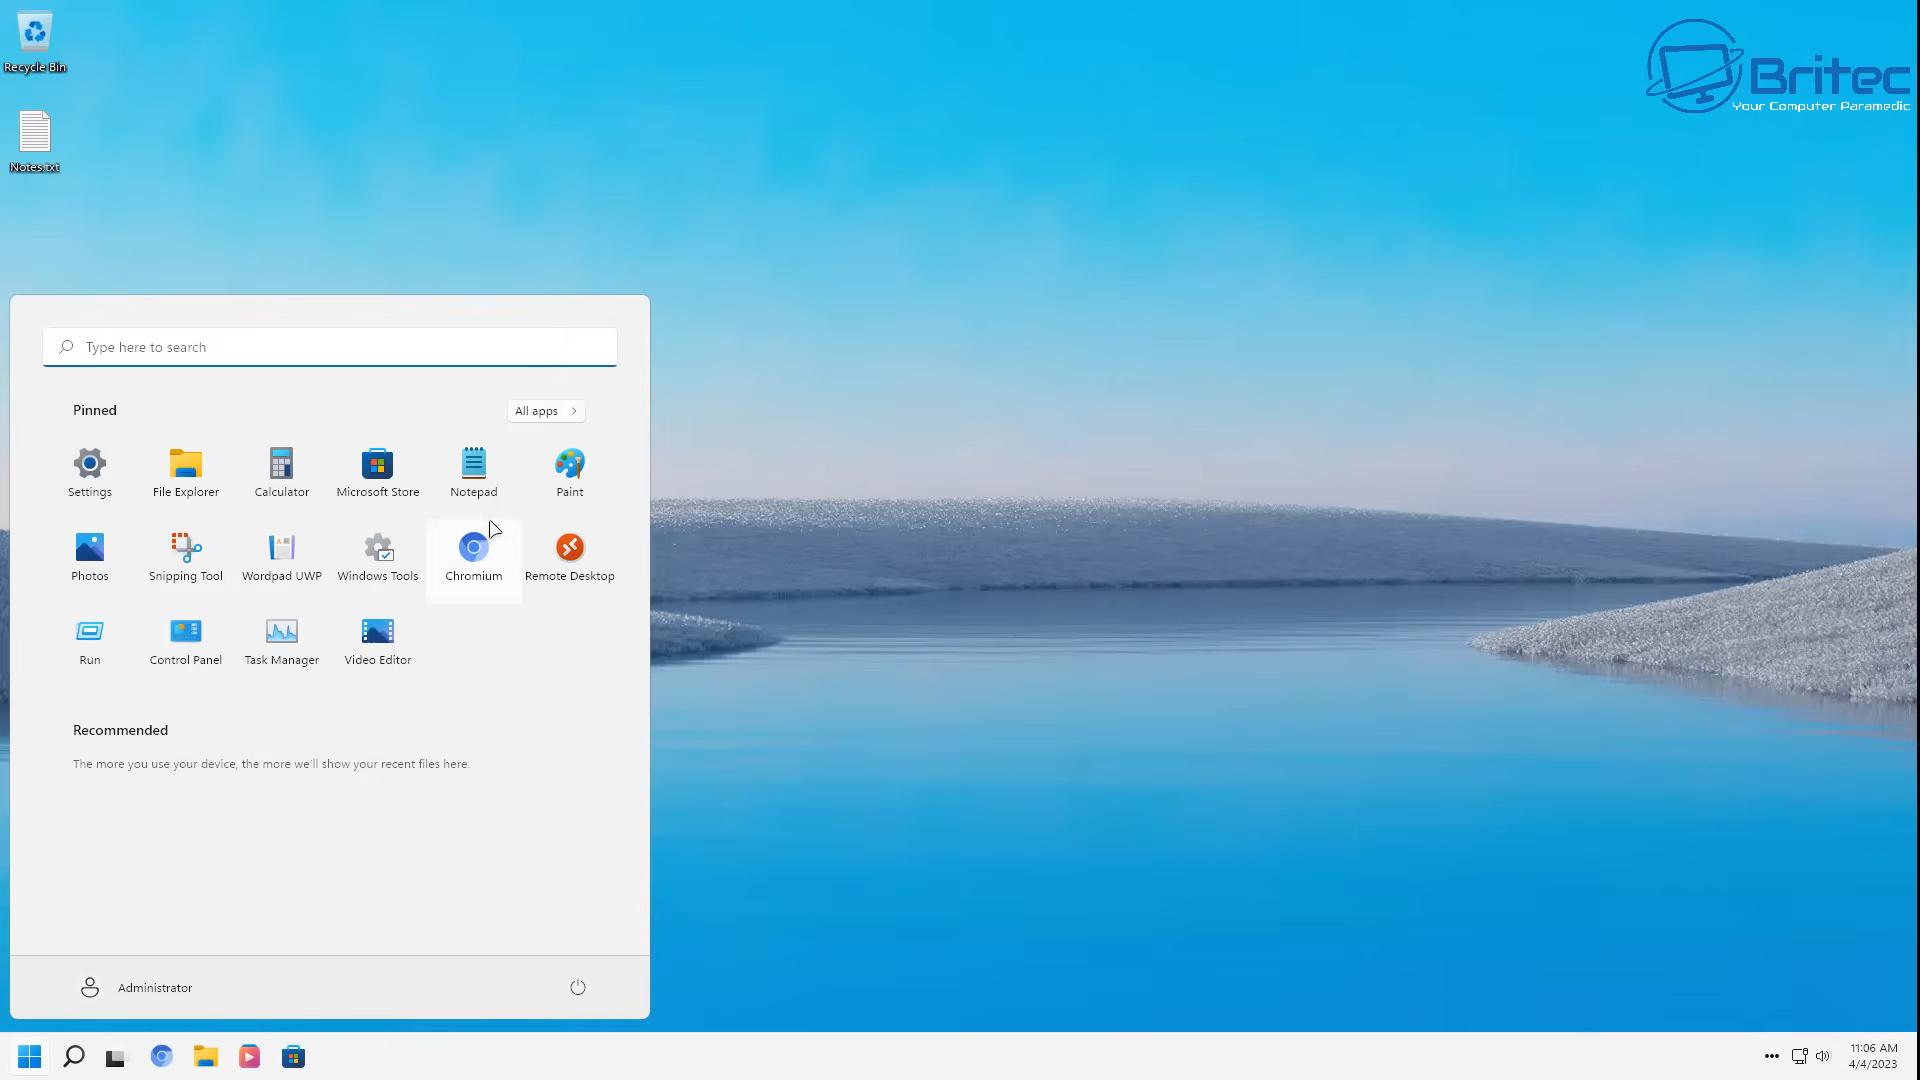 Recycle Bin
Notes.txt
Britec
Your Computer Paramedic
Type here to search
Pinned
All apps
Settings
File Explorer
Calculator
Microsoft Store
Notepad
Paint
Photos
Snipping Tool
Wordpad UWP
Windows Tools
Chromium
Remote Desktop
Run
Control Panel
Task Manager
Video Editor
Recommended
The more you use your device, the more we'll show your recent files here.
Administrator
11:06 AM
4/4/2023